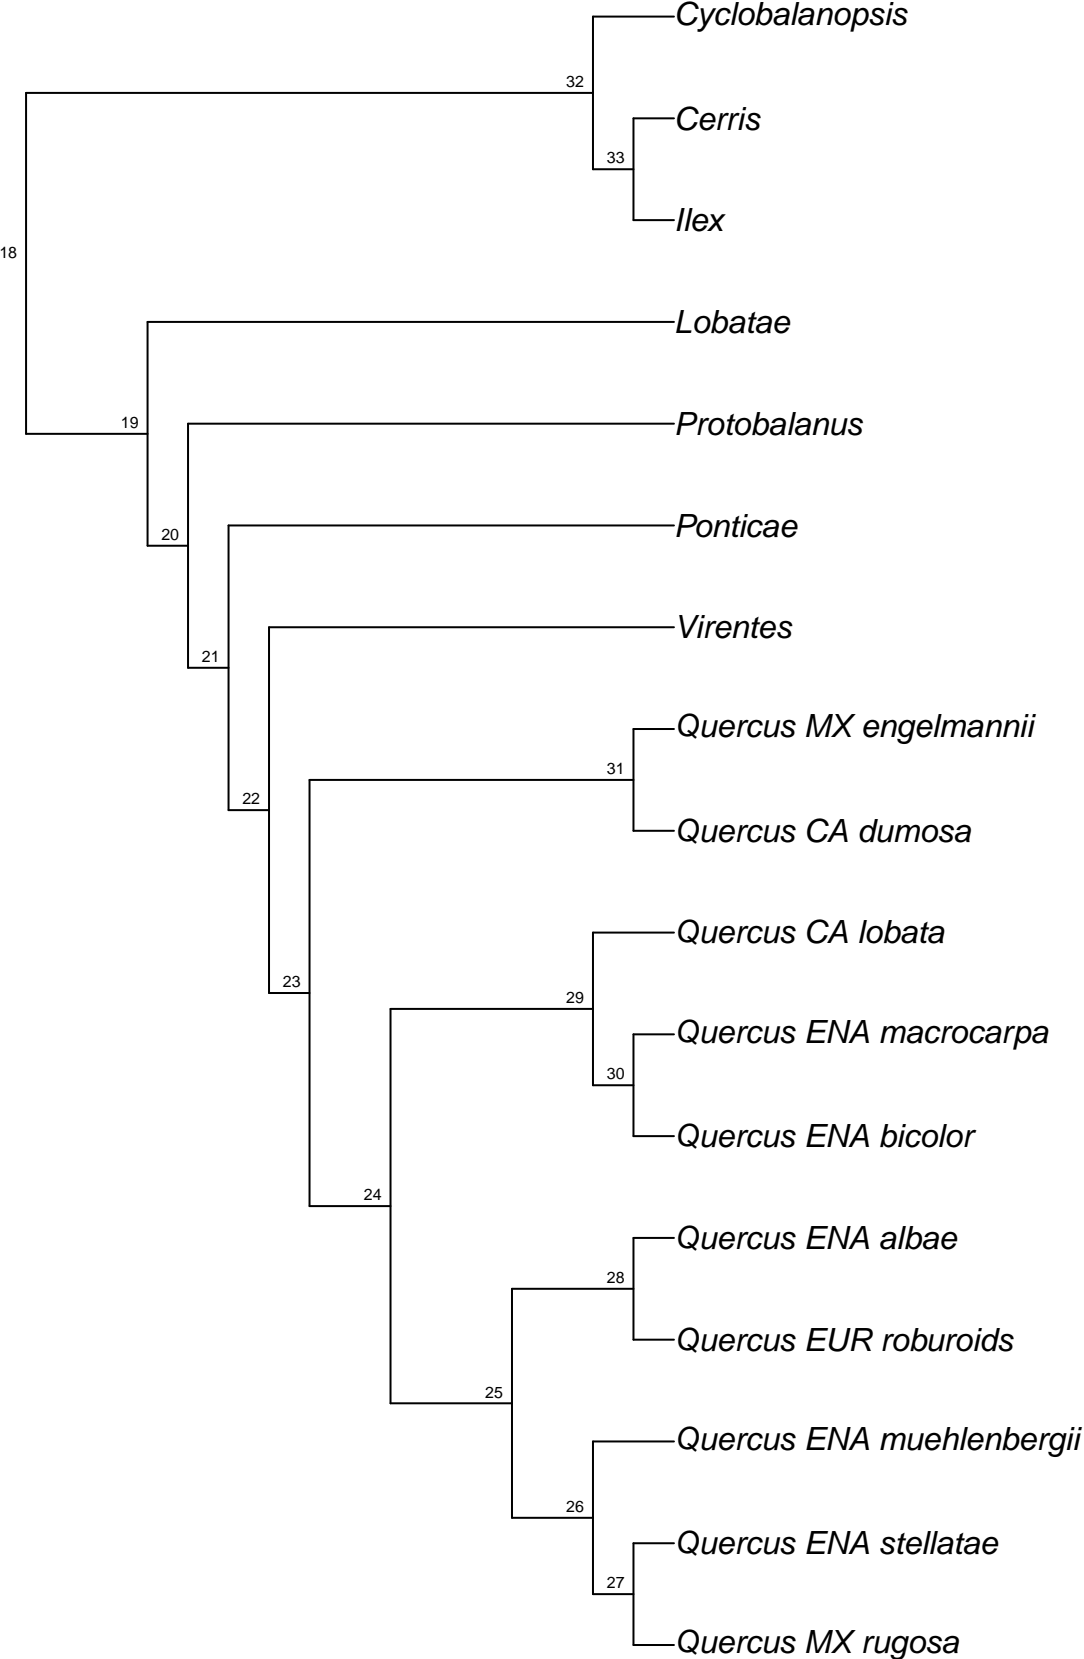 Cyclobalanopsis
32
Cerris
33
Ilex
18
Lobatae
19
Protobalanus
20
Ponticae
21
Virentes
22
Quercus MX engelmannii
31
Quercus CA dumosa
23
Quercus CA lobata
29
Quercus ENA macrocarpa
30
Quercus ENA bicolor
24
Quercus ENA albae
28
Quercus EUR roburoids
25
Quercus ENA muehlenbergii
26
Quercus ENA stellatae
27
Quercus MX rugosa